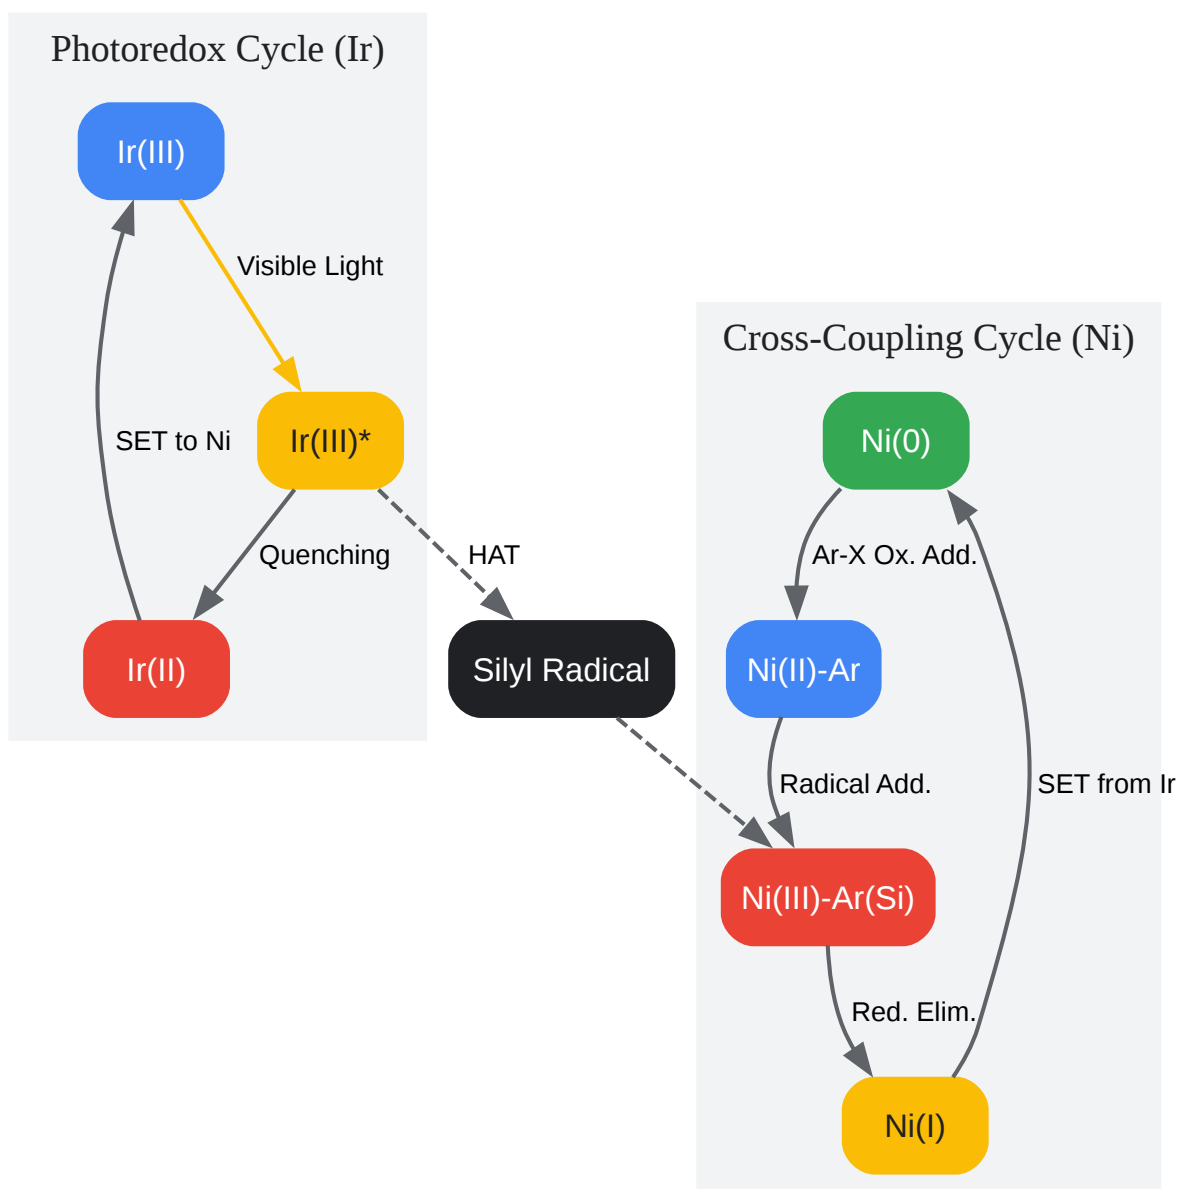 Photoredox Cycle (Ir)
Ir(III)
Visible Light
Cross-Coupling Cycle (Ni)
SET to Ni
Ir(III)*
Ni(0)
Quenching
HAT
Ar-X Ox. Add.
Ir(II)
Silyl Radical
Ni(II)-Ar
Radical Add.
SET from Ir
Ni(III)-Ar(Si)
Red. Elim.
Ni(I)